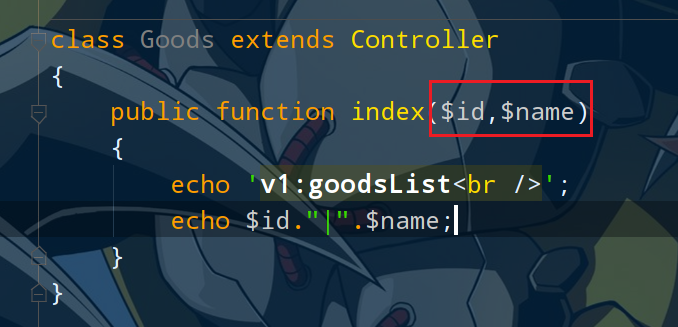 class Goods extends Controller
{
public function index($id,$name)
{
echo 'v1:goodsList<br />';
echo $id."|".$name;
}
}